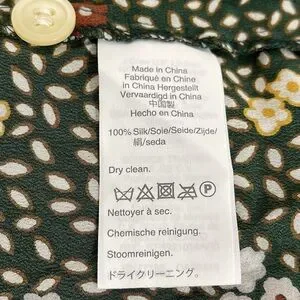 Made in China
Fabriqué en Chine
in China Hergestellt
Vervaardigd in China
中国製
Hecho en China
100% Silk/Soie/Seide/Zijde/
絹/seda
Dry clean.
P
Nettoyer à sec.
Chemische reinigung.
Stoomreinigen.
ドライクリーニング。